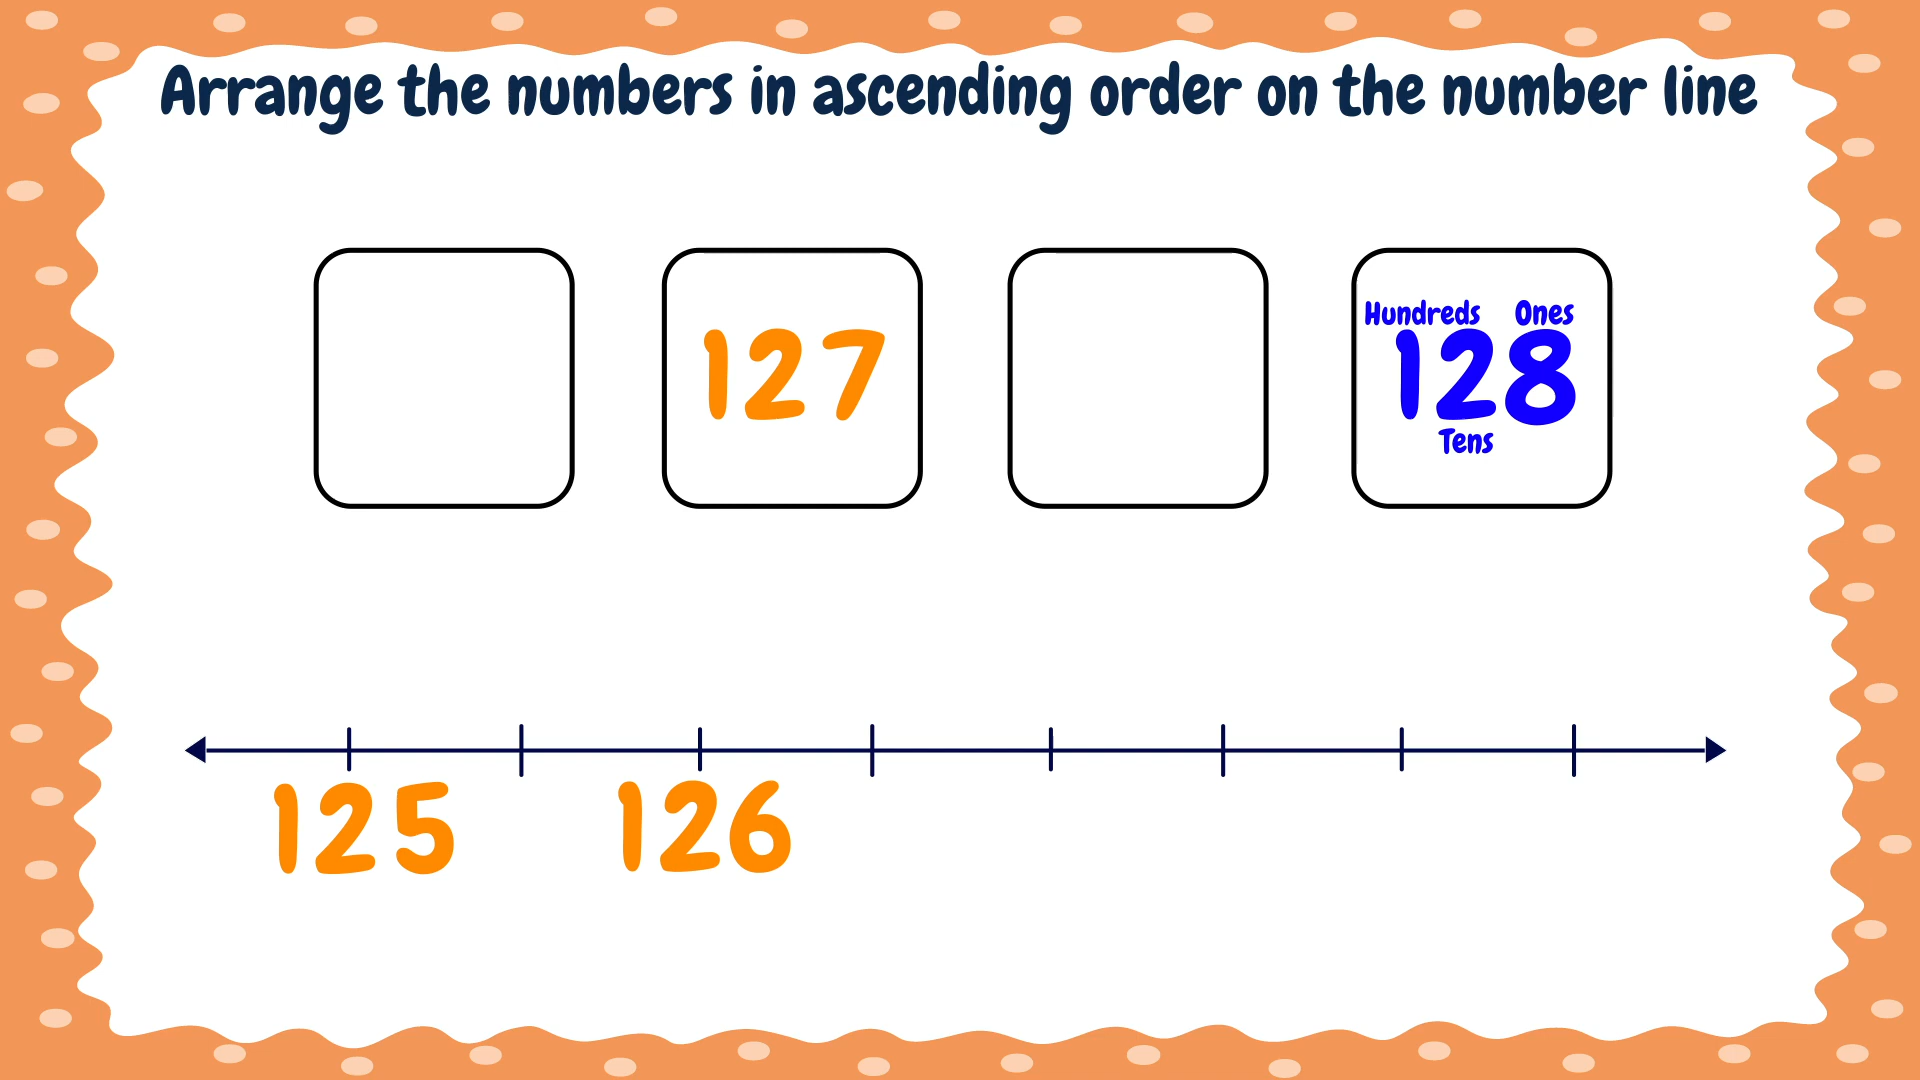 Arrange the numbers in ascending order on the number line
127
Hundreds Ones
128
Tens
125 126